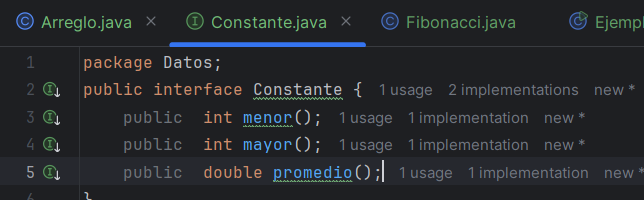 Arreglo.java Constante.java Fibonacci.java Ejempl
1 package Datos;
2 public interface Constante { 1 usage 2 implementations new *
3 public int menor(); 1 usage 1 implementation new *
4 public int mayor(); 1 usage 1 implementation new *
5 public double promedio(); 1 usage 1 implementation new *
6 }